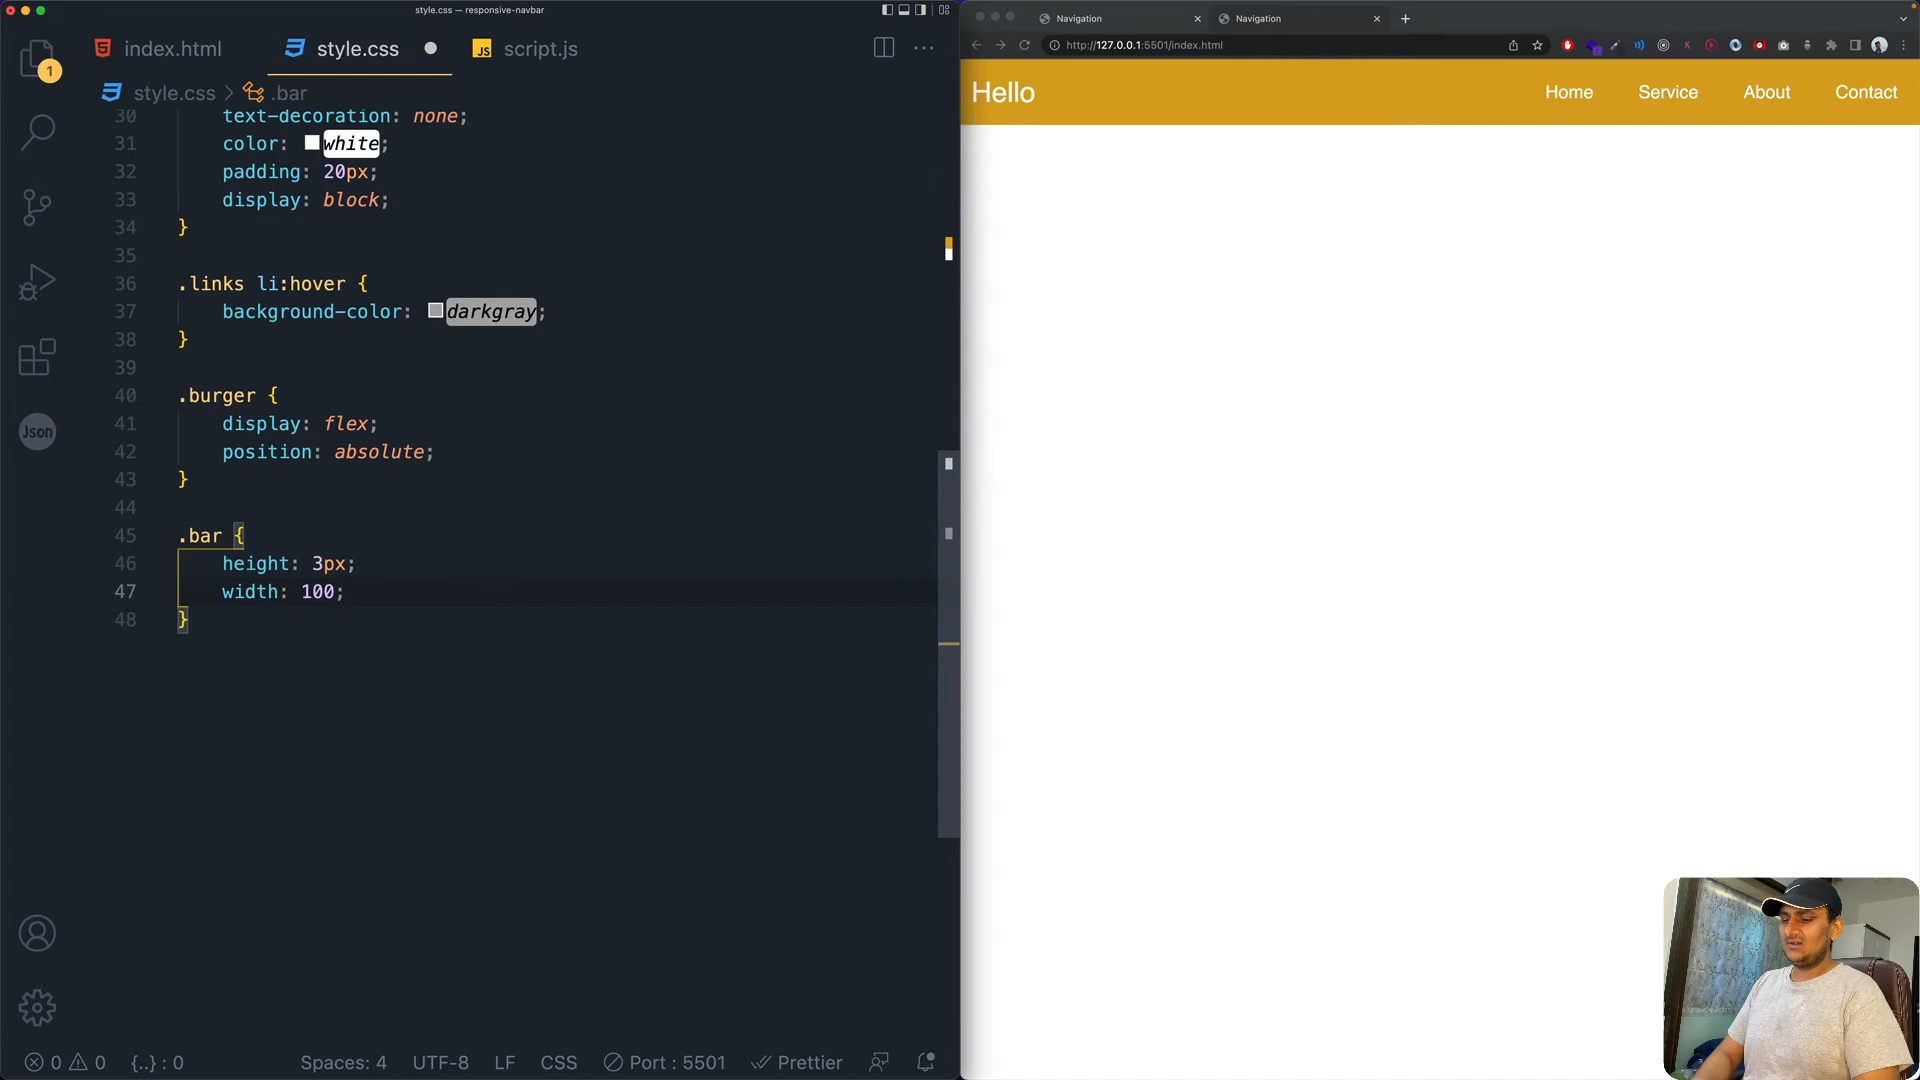 style.css — responsive-navbar
1
index.html
style.css
JS script.js
style.css > .bar
30 text-decoration: none;
31 color: white;
32 padding: 20px;
33 display: block;
34 }
35
36 .links li:hover {
37 background-color: darkgray;
38 }
39
40 .burger {
41 display: flex;
42 position: absolute;
43 }
44
45 .bar {
46 height: 3px;
47 width: 100;
48 }
Json
0 0 {..} : 0 Spaces: 4 UTF-8 LF CSS Port : 5501 Prettier
Navigation
Navigation
http://127.0.0.1:5501/index.html
Hello Home Service About Contact